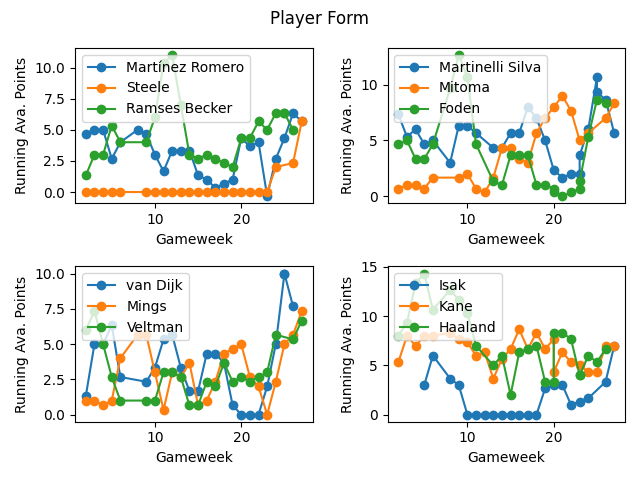 Player Form
Running Ava. Points
10.0
7.5
5.0
2.5
0.0
Martínez Romero
Steele
Ramses Becker
10
20
Gameweek
Running Ava. Points
10
5
0
Martinelli Silva
Mitoma
Foden
10
20
Gameweek
Running Ava. Points
10.0
7.5
5.0
2.5
0.0
van Dijk
Mings
Veltman
10
20
Gameweek
Running Ava. Points
15
10
5
0
Isak
Kane
Haaland
10
20
Gameweek